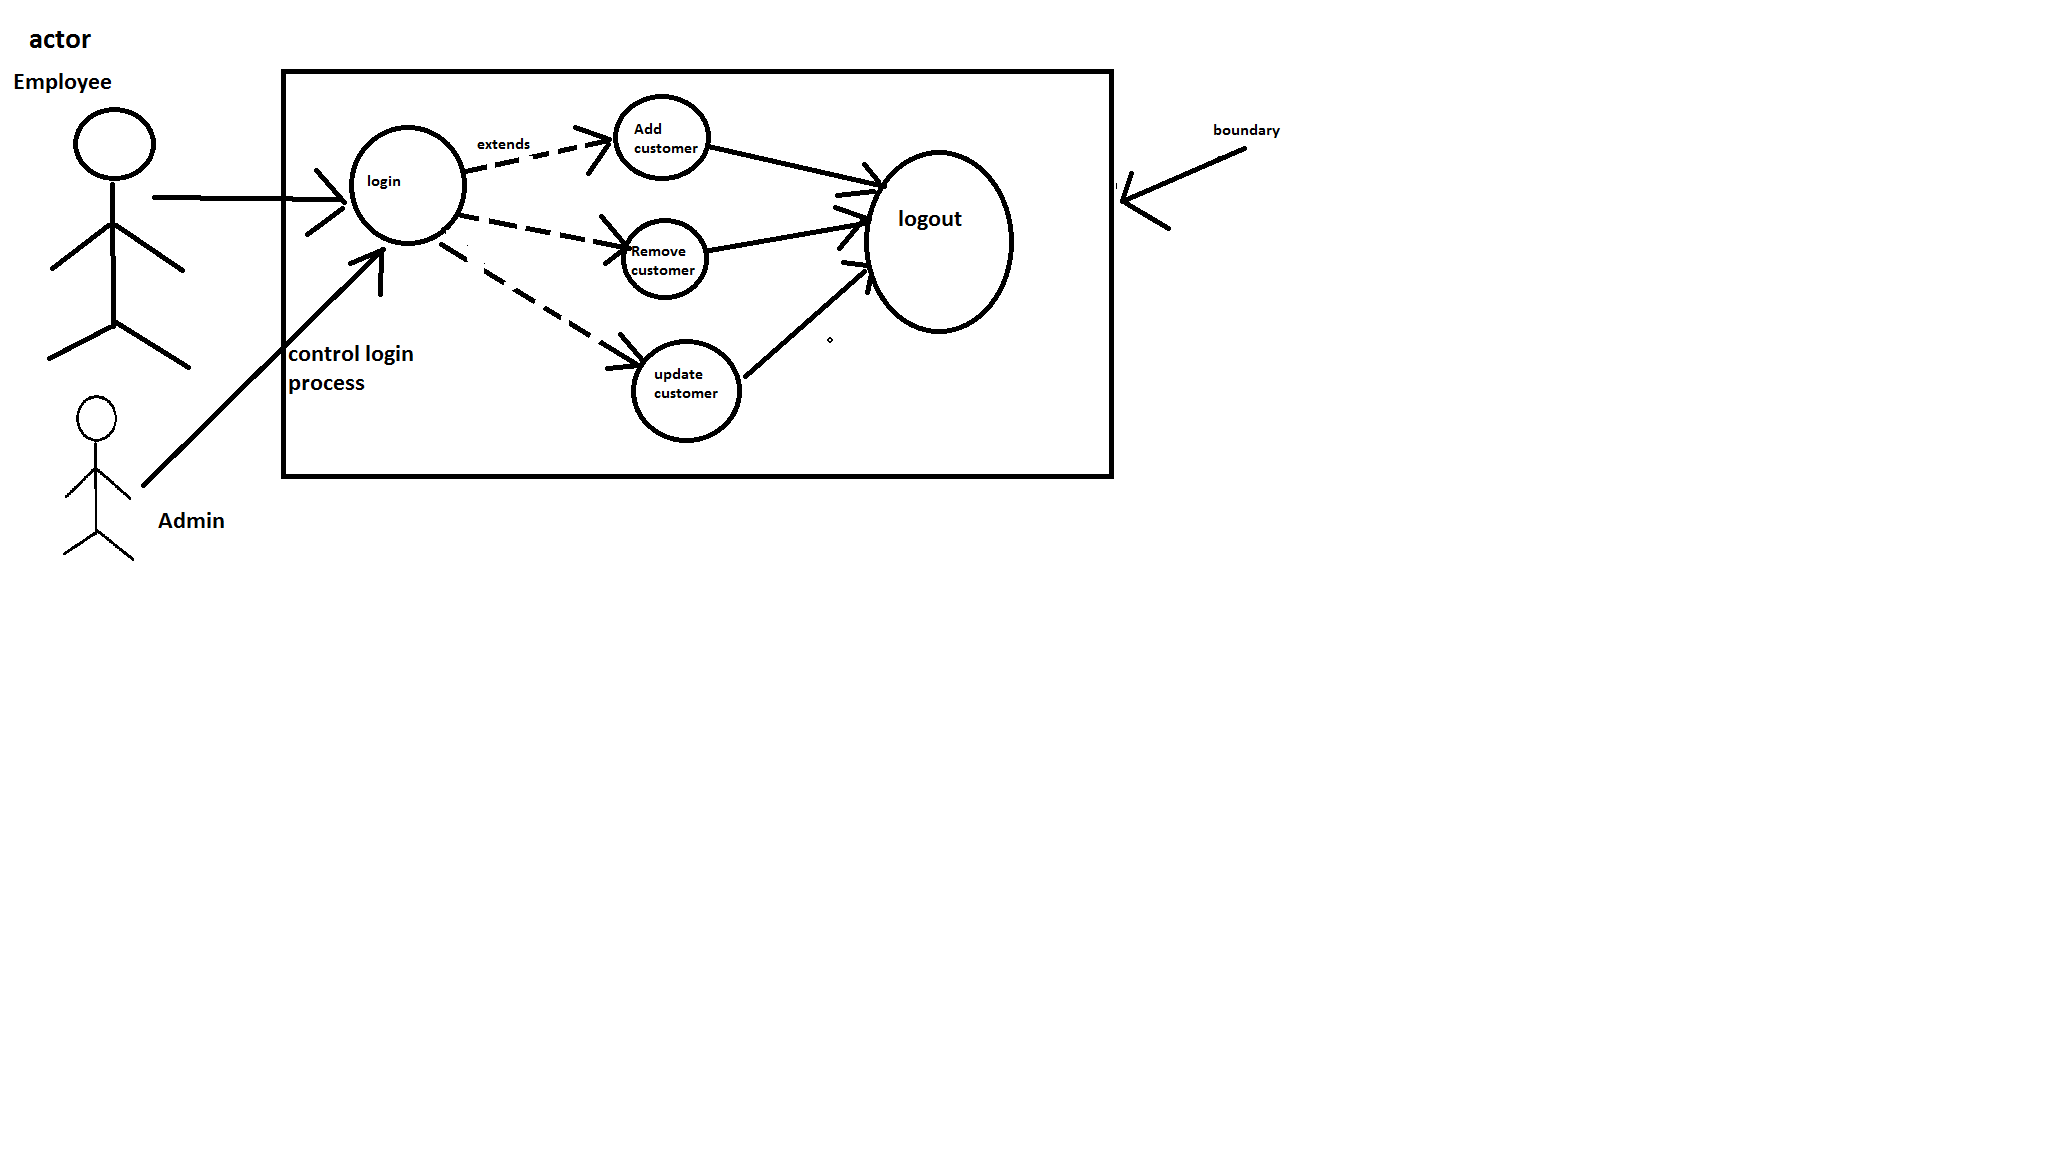 actor
Employee
login
extends
Add
customer
Remove
customer
update
customer
logout
boundary
control login
process
Admin